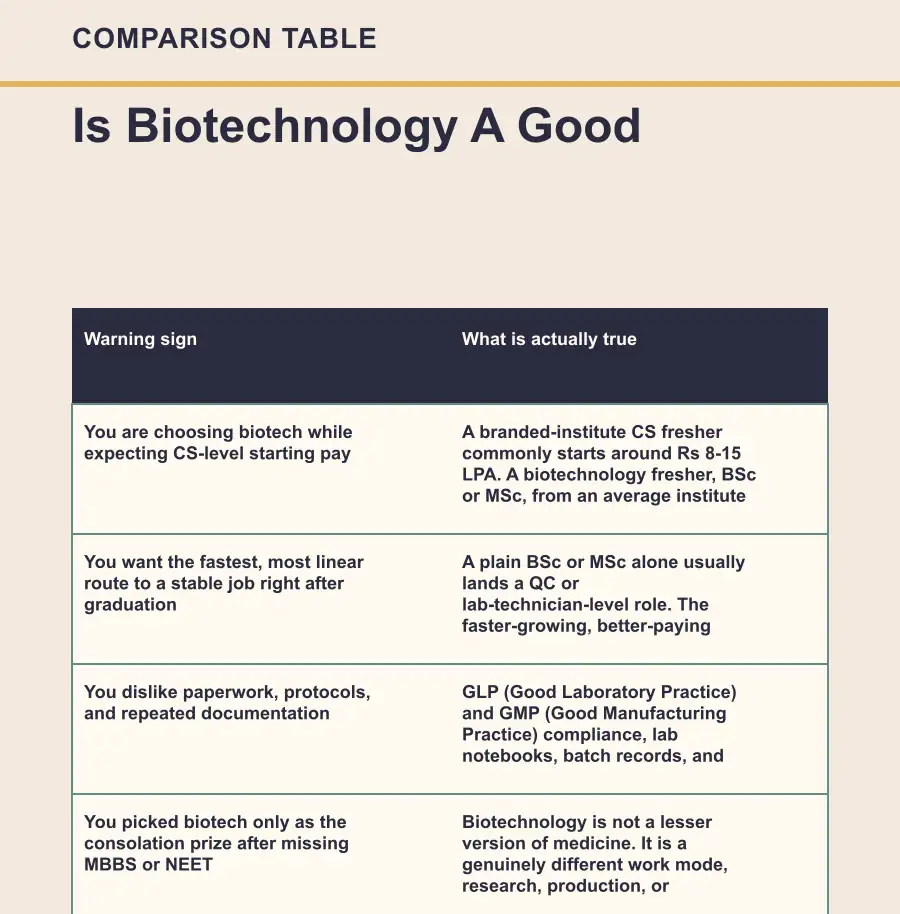 COMPARISON TABLE
Is Biotechnology A Good
Warning sign
What is actually true
You are choosing biotech while
expecting CS-level starting pay
A branded-institute CS fresher
commonly starts around Rs 8-15
LPA. A biotechnology fresher, BSc
or MSc, from an average institute
You want the fastest, most linear
route to a stable job right after
graduation
A plain BSc or MSc alone usually
lands a QC or
lab-technician-level role. The
faster-growing, better-paying
You dislike paperwork, protocols,
and repeated documentation
GLP (Good Laboratory Practice)
and GMP (Good Manufacturing
Practice) compliance, lab
notebooks, batch records, and
You picked biotech only as the
consolation prize after missing
MBBS or NEET
Biotechnology is not a lesser
version of medicine. It is a
genuinely different work mode,
research, production, or